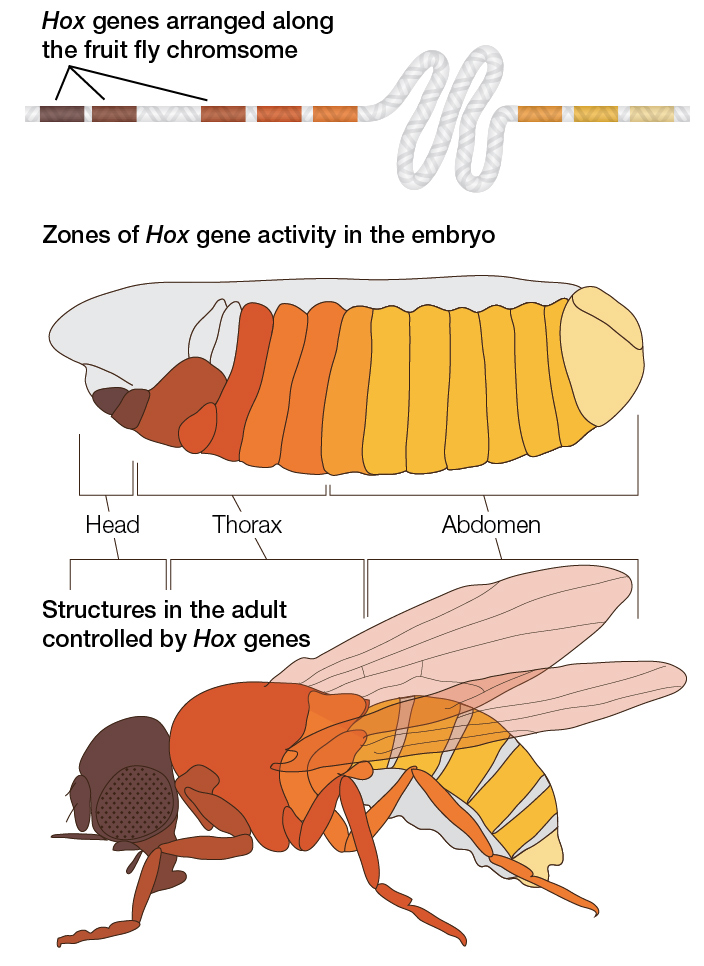 Hox genes arranged along
the fruit fly chromsome
Zones of Hox gene activity in the embryo
Head
Thorax
Abdomen
Structures in the adult
controlled by Hox genes